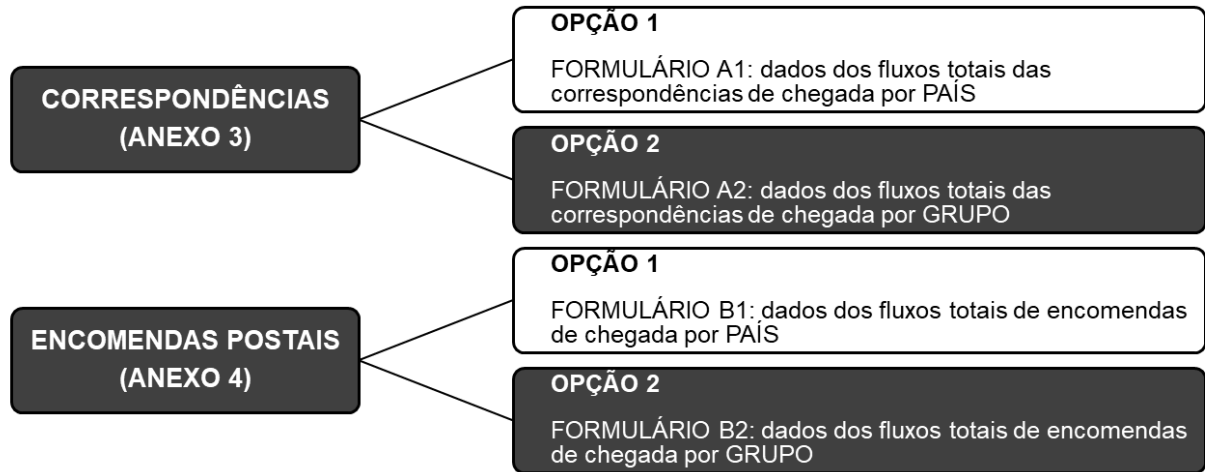 CORRESPONDÊNCIAS
(ANEXO 3)
OPÇÃO 1
FORMULÁRIO A1: dados dos fluxos totais das
correspondências de chegada por PAÍS
OPÇÃO 2
FORMULÁRIO A2: dados dos fluxos totais das
correspondências de chegada por GRUPO
ENCOMENDAS POSTAIS
(ANEXO 4)
OPÇÃO 1
FORMULÁRIO B1: dados dos fluxos totais de encomendas
de chegada por PAÍS
OPÇÃO 2
FORMULÁRIO B2: dados dos fluxos totais de encomendas
de chegada por GRUPO